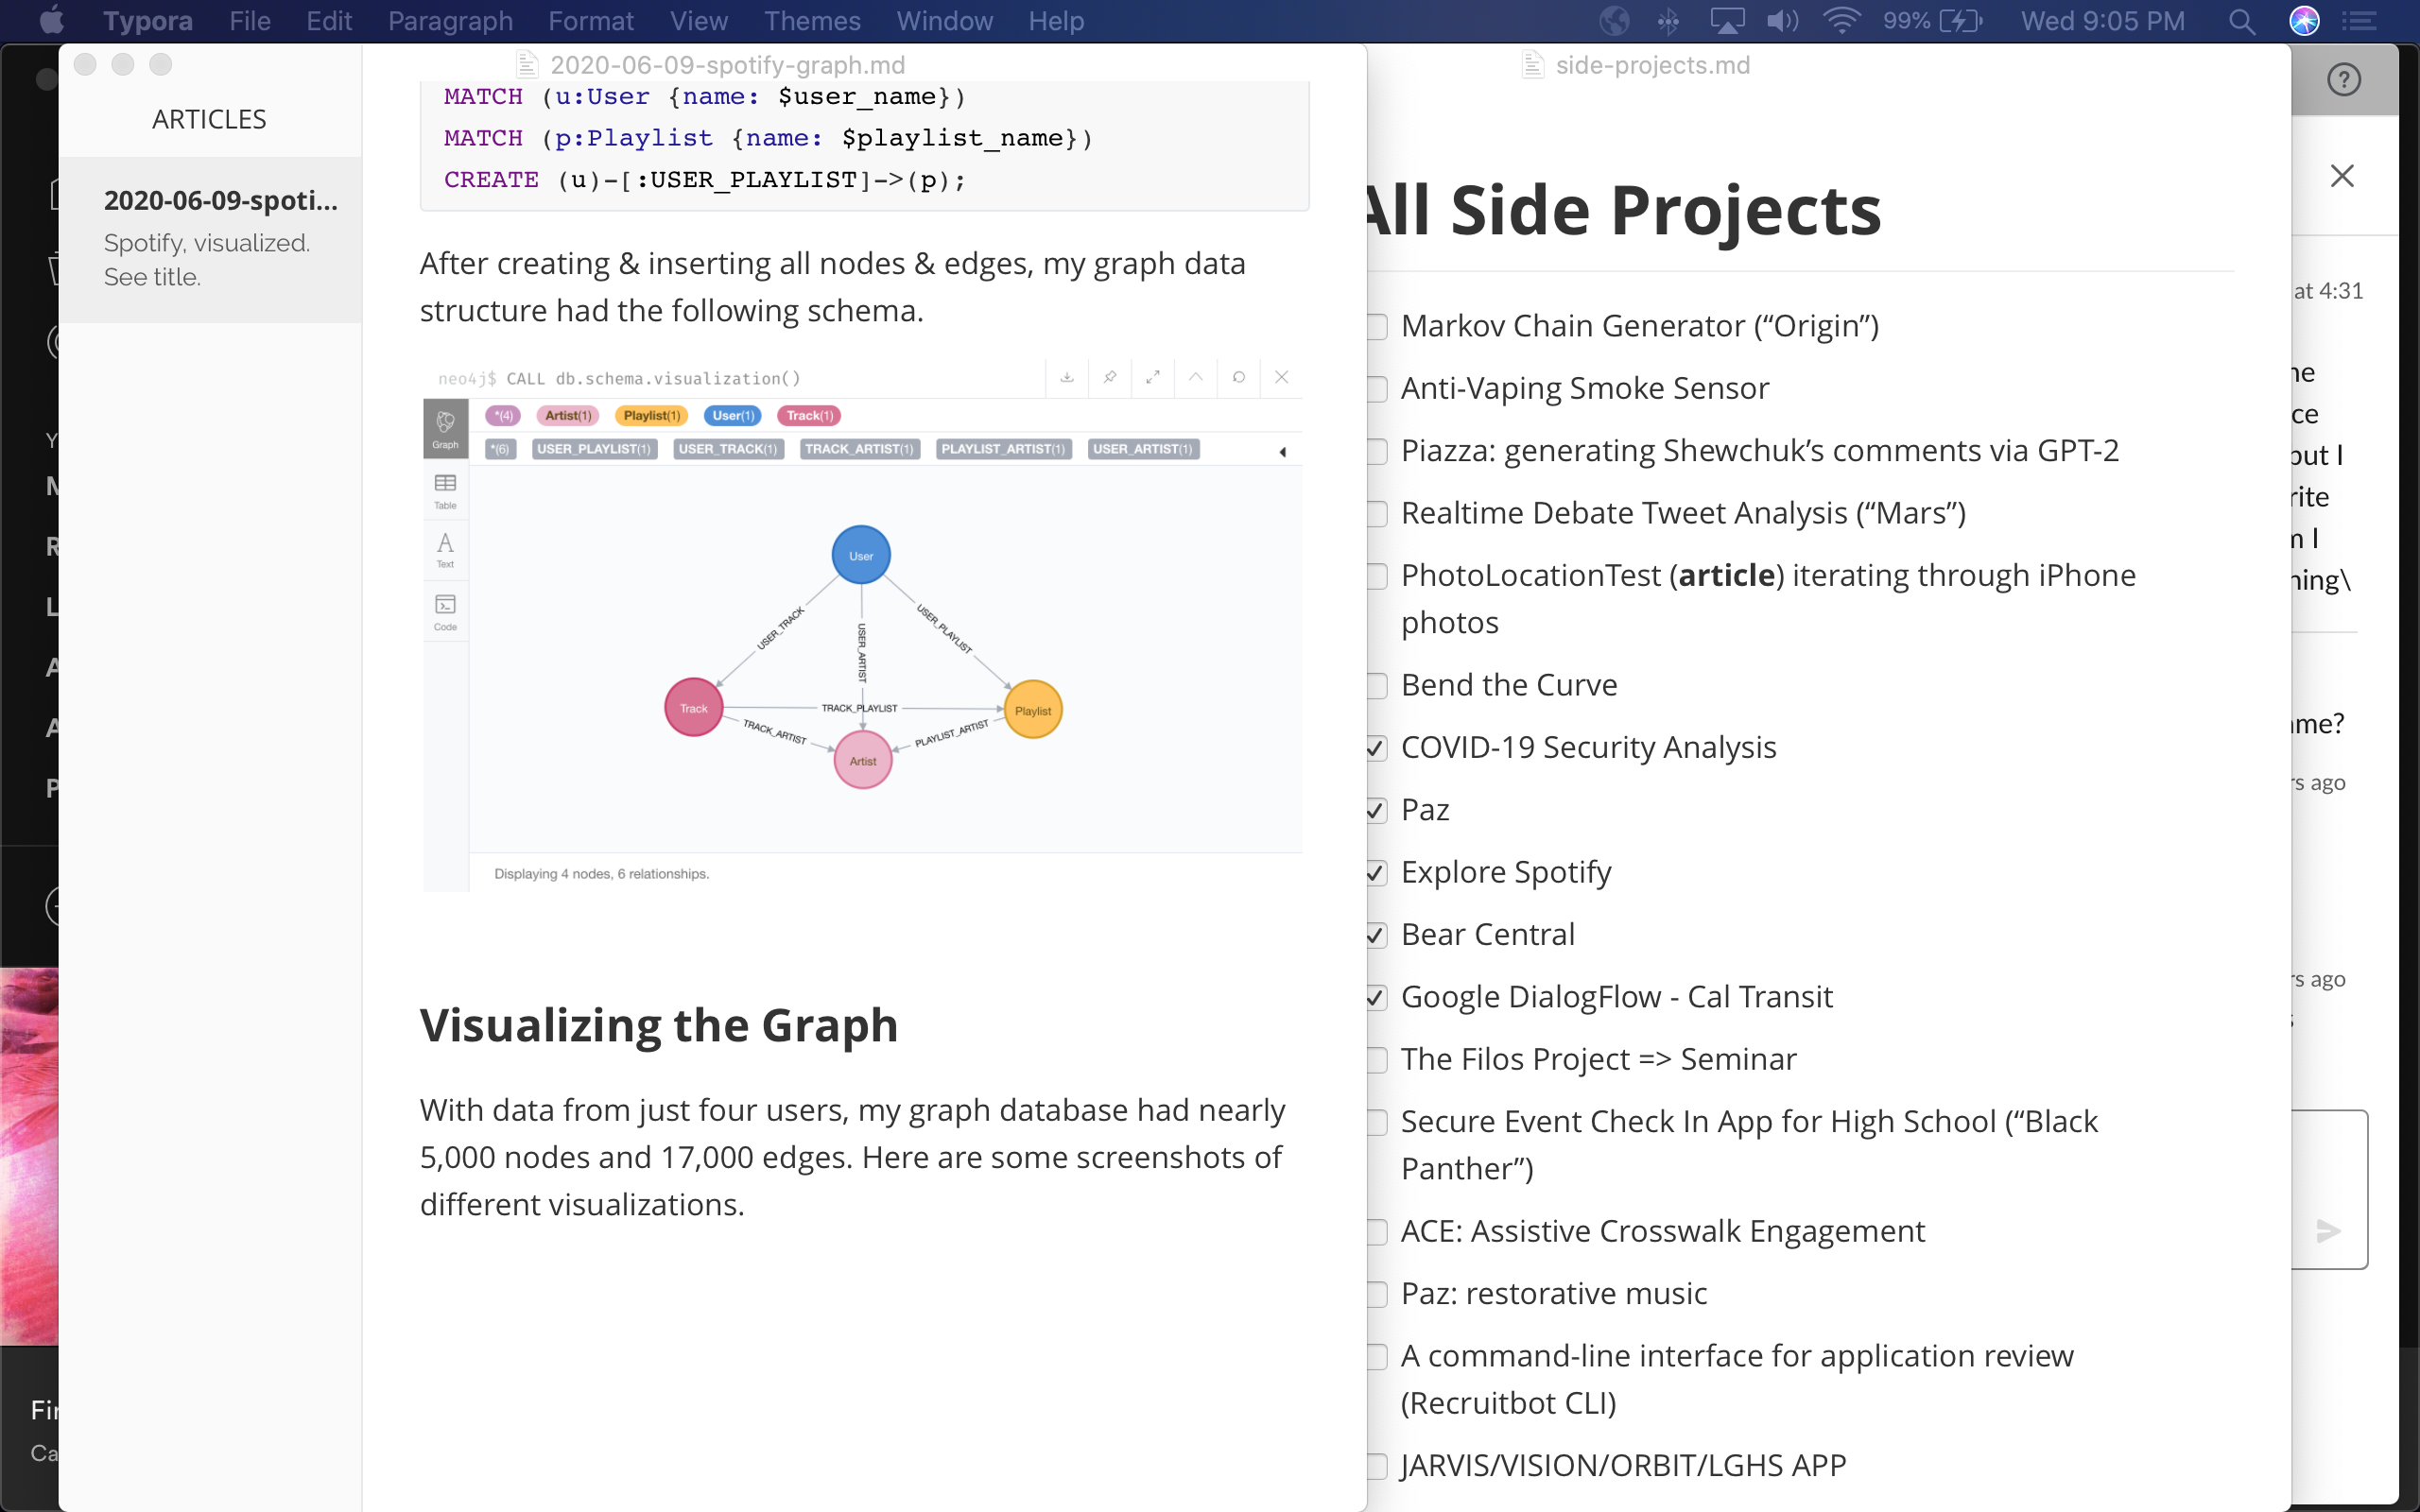 Typora File Edit Paragraph Format View Themes Window Help 99% Wed 9:05 PM
2020-06-09-spotify-graph.md
ARTICLES
2020-06-09-spoti...
Spotify, visualized.
See title.
MATCH (u:User {name: $user_name})
MATCH (p:Playlist {name: $playlist_name})
CREATE (u)-[:USER_PLAYLIST]->(p);
After creating & inserting all nodes & edges, my graph data
structure had the following schema.
neo4j$ CALL db.schema.visualization()
*(4) Artist(1) Playlist(1) User(1) Track(1)
*(6) USER_PLAYLIST(1) USER_TRACK(1) TRACK_ARTIST(1) PLAYLIST_ARTIST(1) USER_ARTIST(1)
Graph
Table
Text
Code
User
USER_TRACK
USER_ARTIST
USER_PLAYLIST
Track
TRACK_PLAYLIST
Playlist
TRACK_ARTIST
PLAYLIST_ARTIST
Artist
Displaying 4 nodes, 6 relationships.
Visualizing the Graph
With data from just four users, my graph database had nearly
5,000 nodes and 17,000 edges. Here are some screenshots of
different visualizations.
side-projects.md
All Side Projects
Markov Chain Generator (“Origin”)
Anti-Vaping Smoke Sensor
Piazza: generating Shewchuk’s comments via GPT-2
Realtime Debate Tweet Analysis (“Mars”)
PhotoLocationTest (article) iterating through iPhone
photos
Bend the Curve
COVID-19 Security Analysis
Paz
Explore Spotify
Bear Central
Google DialogFlow - Cal Transit
The Filos Project => Seminar
Secure Event Check In App for High School (“Black
Panther”)
ACE: Assistive Crosswalk Engagement
Paz: restorative music
A command-line interface for application review
(Recruitbot CLI)
JARVIS/VISION/ORBIT/LGHS APP
at 4:31
but I
I
ago
ago